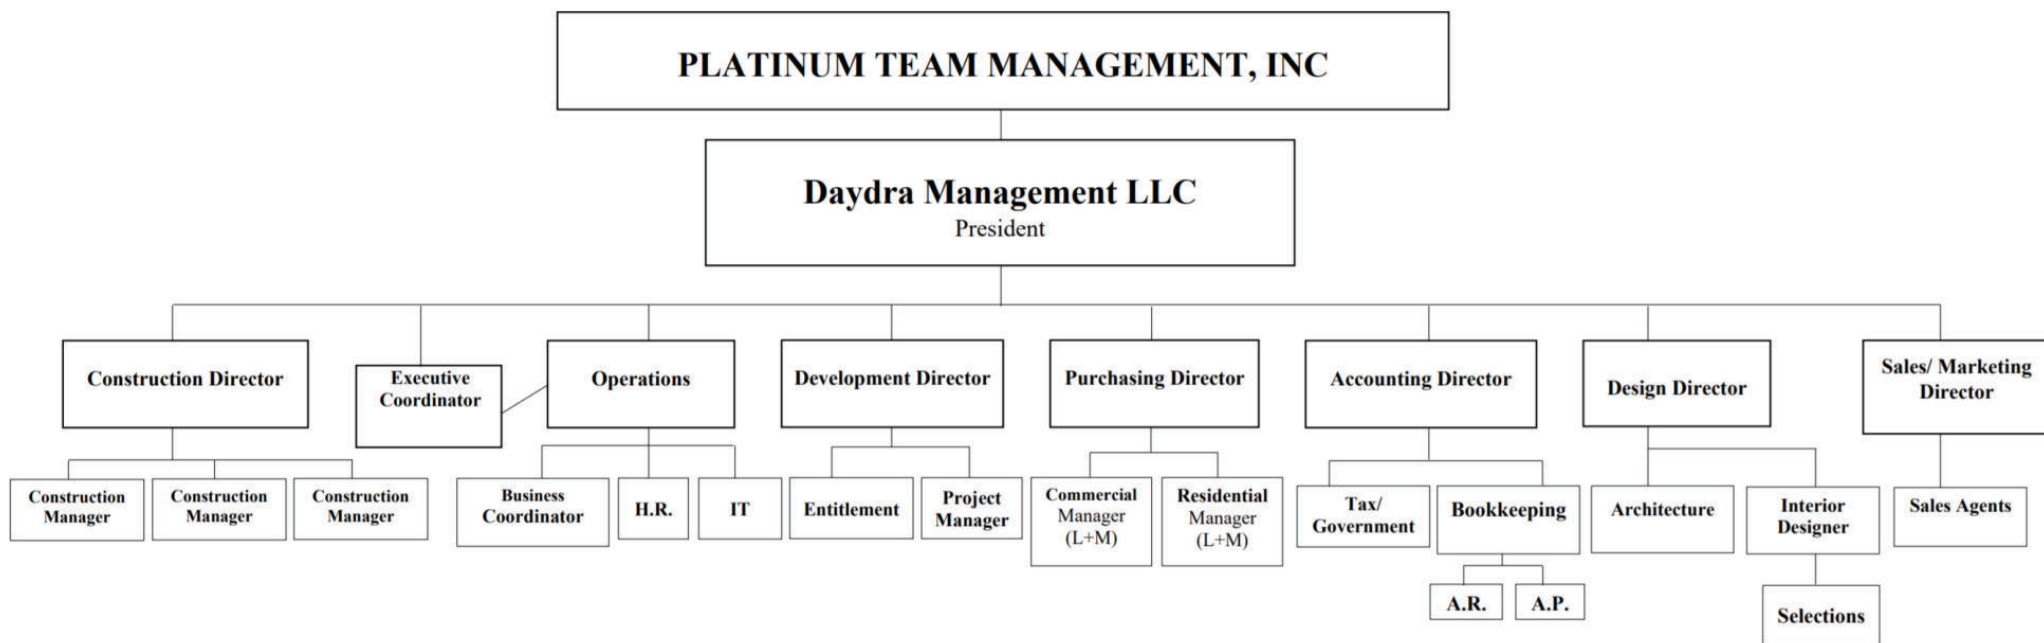 PLATINUM TEAM MANAGEMENT, INC
Daydra Management LLC
President
Construction Director
Executive
Coordinator
Operations
Development Director
Purchasing Director
Accounting Director
Design Director
Sales/ Marketing
Director
Construction
Manager
Construction
Manager
Construction
Manager
Business
Coordinator
H.R.
IT
Entitlement
Project
Manager
Commercial
Manager
(L+M)
Residential
Manager
(L+M)
Tax/
Government
Bookkeeping
Architecture
Interior
Designer
Sales Agents
A.R.
A.P.
Selections